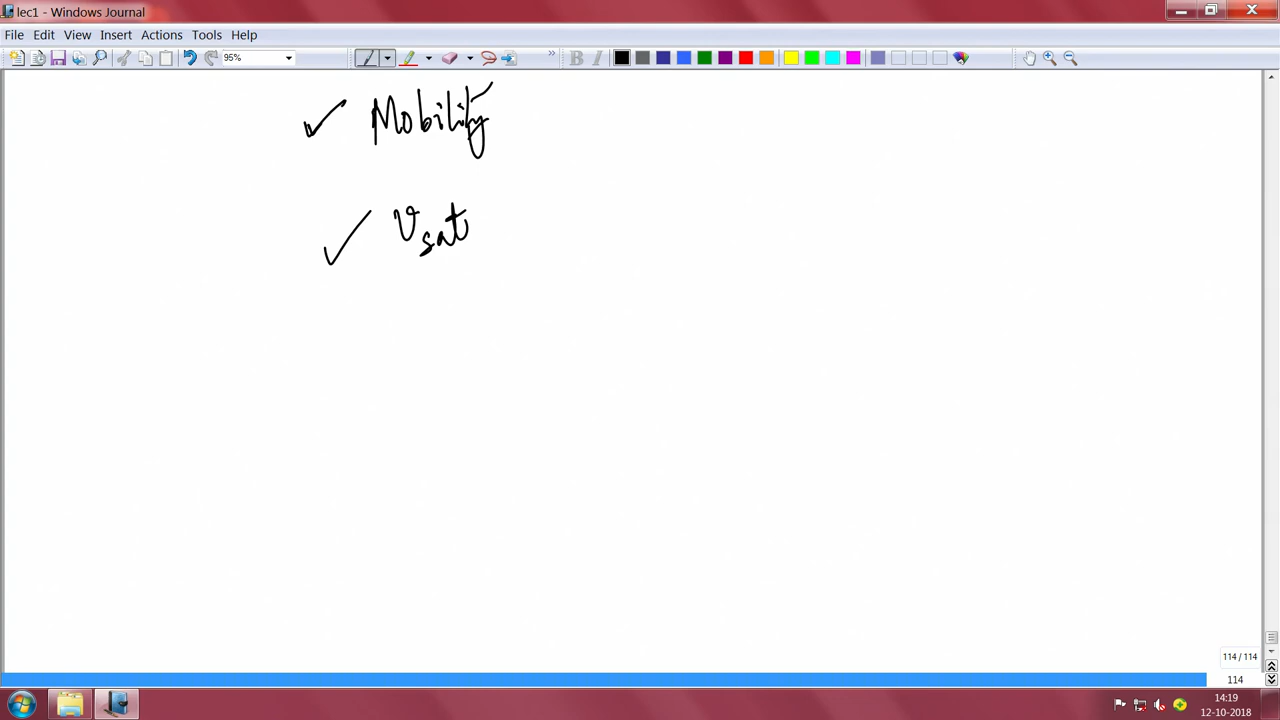 lec1 - Windows Journal
File Edit View Insert Actions Tools Help
95%
✓ Mobility
✓ Vsat
114 / 114
114
14:19
12-10-2018